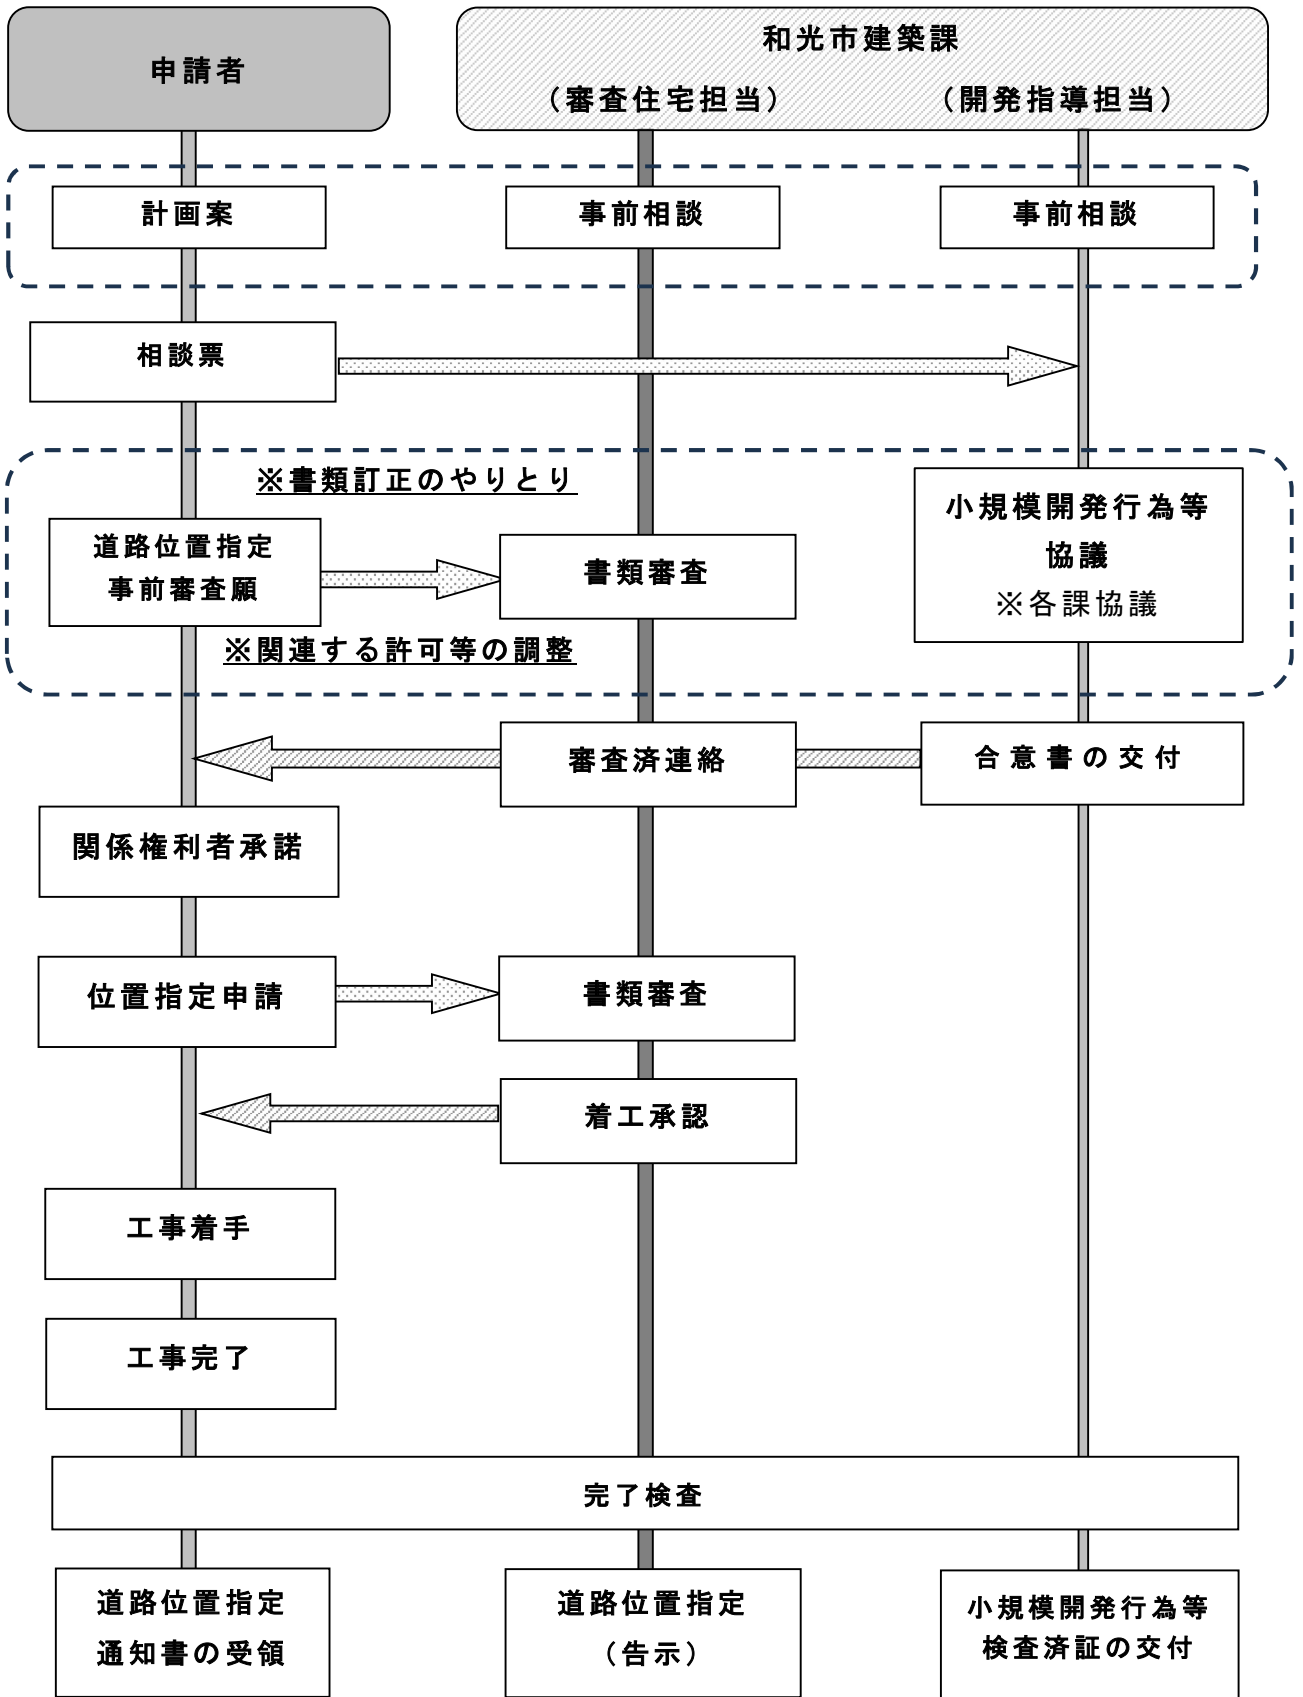 申請者
和光市建築課
（審査住宅担当）
（開発指導担当）
計画案
事前相談
事前相談
相談票
※書類訂正のやりとり
道路位置指定
事前審査願
書類審査
小規模開発行為等
協議
※各課協議
※関連する許可等の調整
審査済連絡
合意書の交付
関係権利者承諾
位置指定申請
書類審査
着工承認
工事着手
工事完了
完了検査
道路位置指定
通知書の受領
道路位置指定
（告示）
小規模開発行為等
検査済証の交付